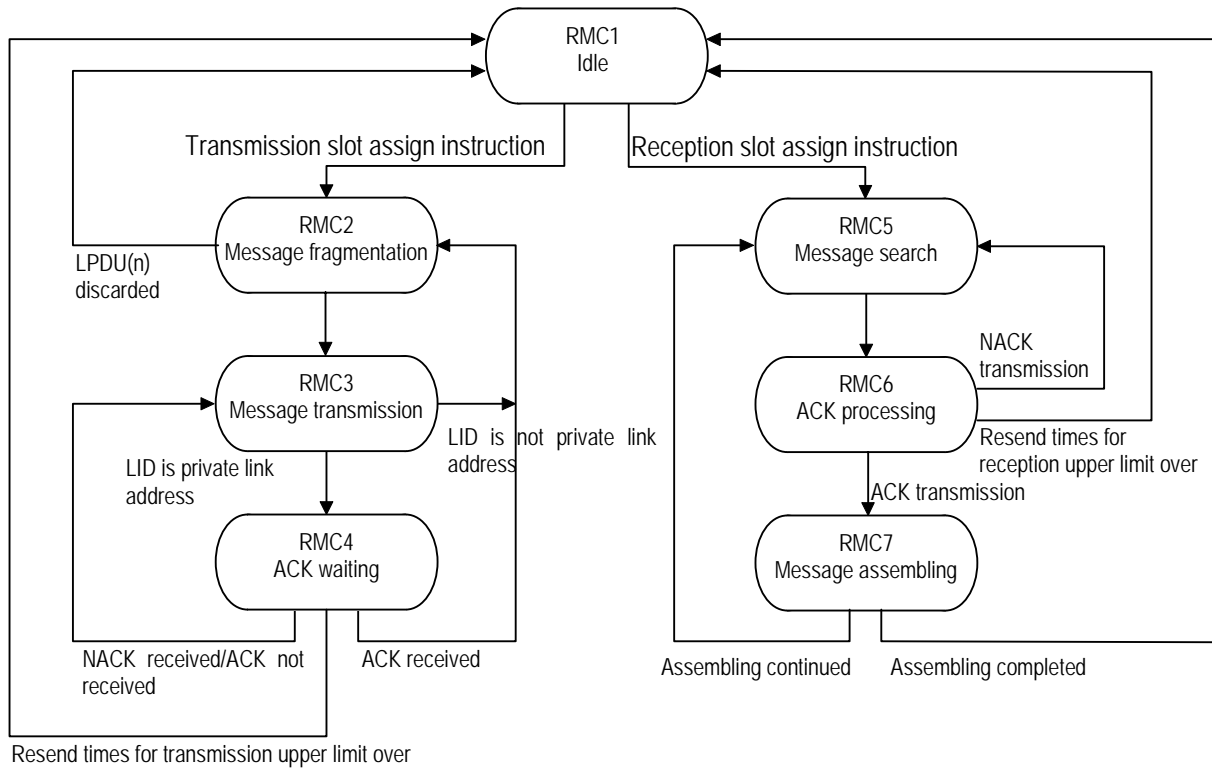 RMC1
Idle
Transmission slot assign instruction
Reception slot assign instruction
RMC2
Message fragmentation
LPDU(n)
discarded
RMC5
Message search
NACK
transmission
RMC3
Message transmission
LID is not private link
address
LID is private link
address
RMC6
ACK processing
Resend times for
reception upper limit over
ACK transmission
RMC4
ACK waiting
RMC7
Message assembling
NACK received/ACK not
received
ACK received
Assembling continued
Assembling completed
Resend times for transmission upper limit over